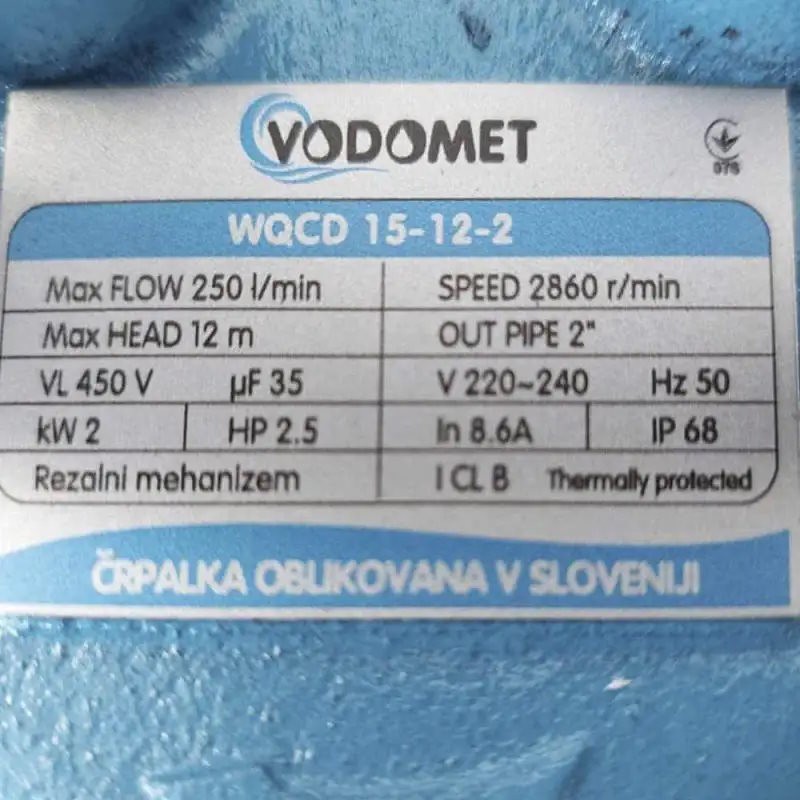 VODOMET
078
WQCD 15-12-2
Max FLOW 250 l/min SPEED 2860 r/min
Max HEAD 12 m OUT PIPE 2"
VL 450 V µF 35 V 220~240 Hz 50
kW 2 HP 2.5 In 8.6A IP 68
Rezalni mehanizem I CL B Thermally protected
ČRPALKA OBLIKOVANA V SLOVENIJI